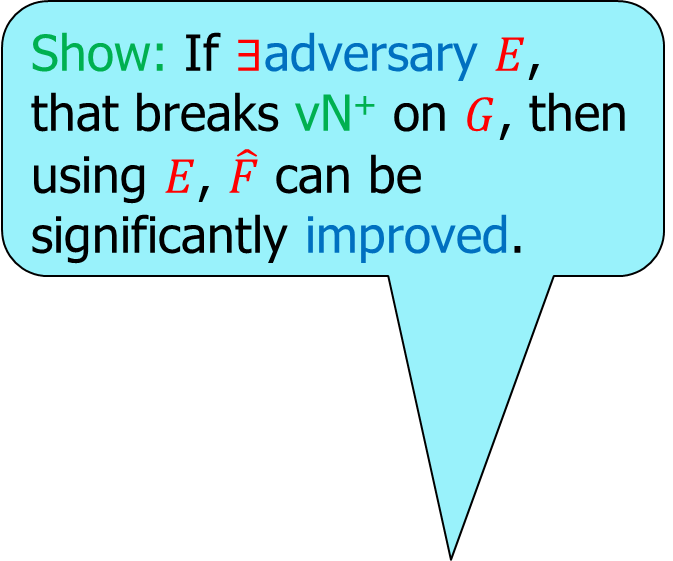 Show: If ∃adversary 𝐸,
that breaks vN⁺ on 𝐺, then
using 𝐸, 𝐹̂ can be
significantly improved.